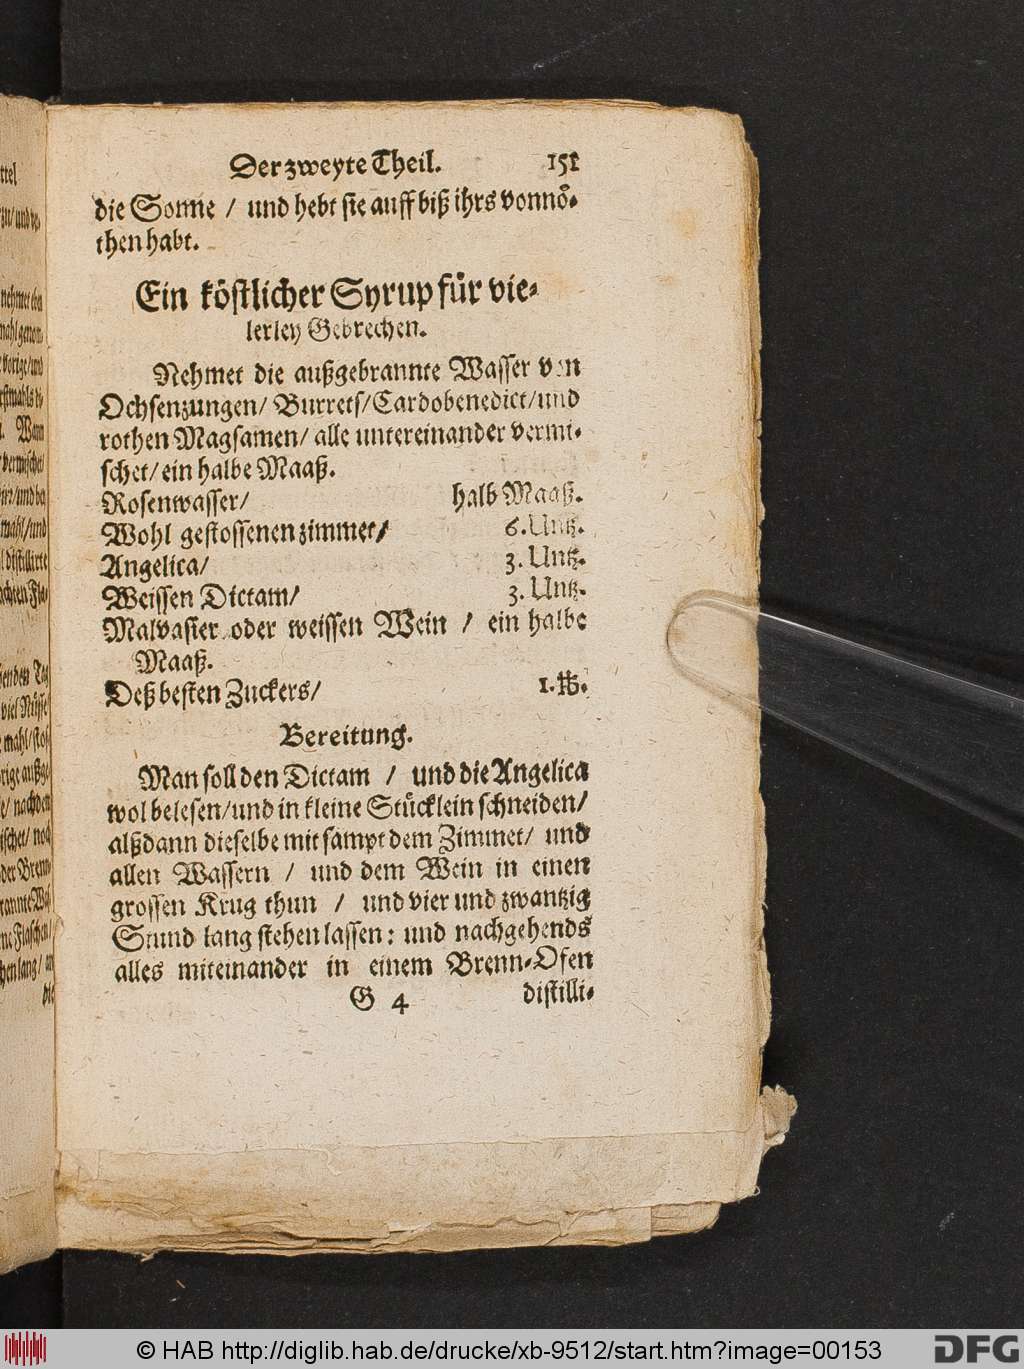 Der zweyte Theil. 151
die Sonne / und hebt sie auff biß ihrs vonnö-
then habt.
Ein köstlicher Syrup für vie-
lerley Gebrechen.
Nehmet die außgebrannte Wasser von
Ochsenzungen/ Burrets/ Cardobenedict/ und
rothen Magsamen/ alle untereinander vermi-
schet/ ein halbe Maaß.
Rosenwasser/ halb Maaß.
Wohl gestossenen zimmet/ 6. Untz.
Angelica/ 3. Untz.
Weissen Dictam/ 3. Untz.
Malvasier oder weissen Wein / ein halbe
Maaß.
Deß besten Zuckers/ 1. ℔.
Bereitung.
Man soll den Dictam / und die Angelica
wol belesen/ und in kleine Stücklein schneiden/
alßdann dieselbe mit sampt dem Zimmet/ und
allen Wassern / und dem Wein in einen
grossen Krug thun / und vier und zwantzig
Stund lang stehen lassen: und nachgehends
alles miteinander in einem Brenn-Ofen
G 4 distilli-
© HAB http://diglib.hab.de/drucke/xb-9512/start.htm?image=00153
DFG